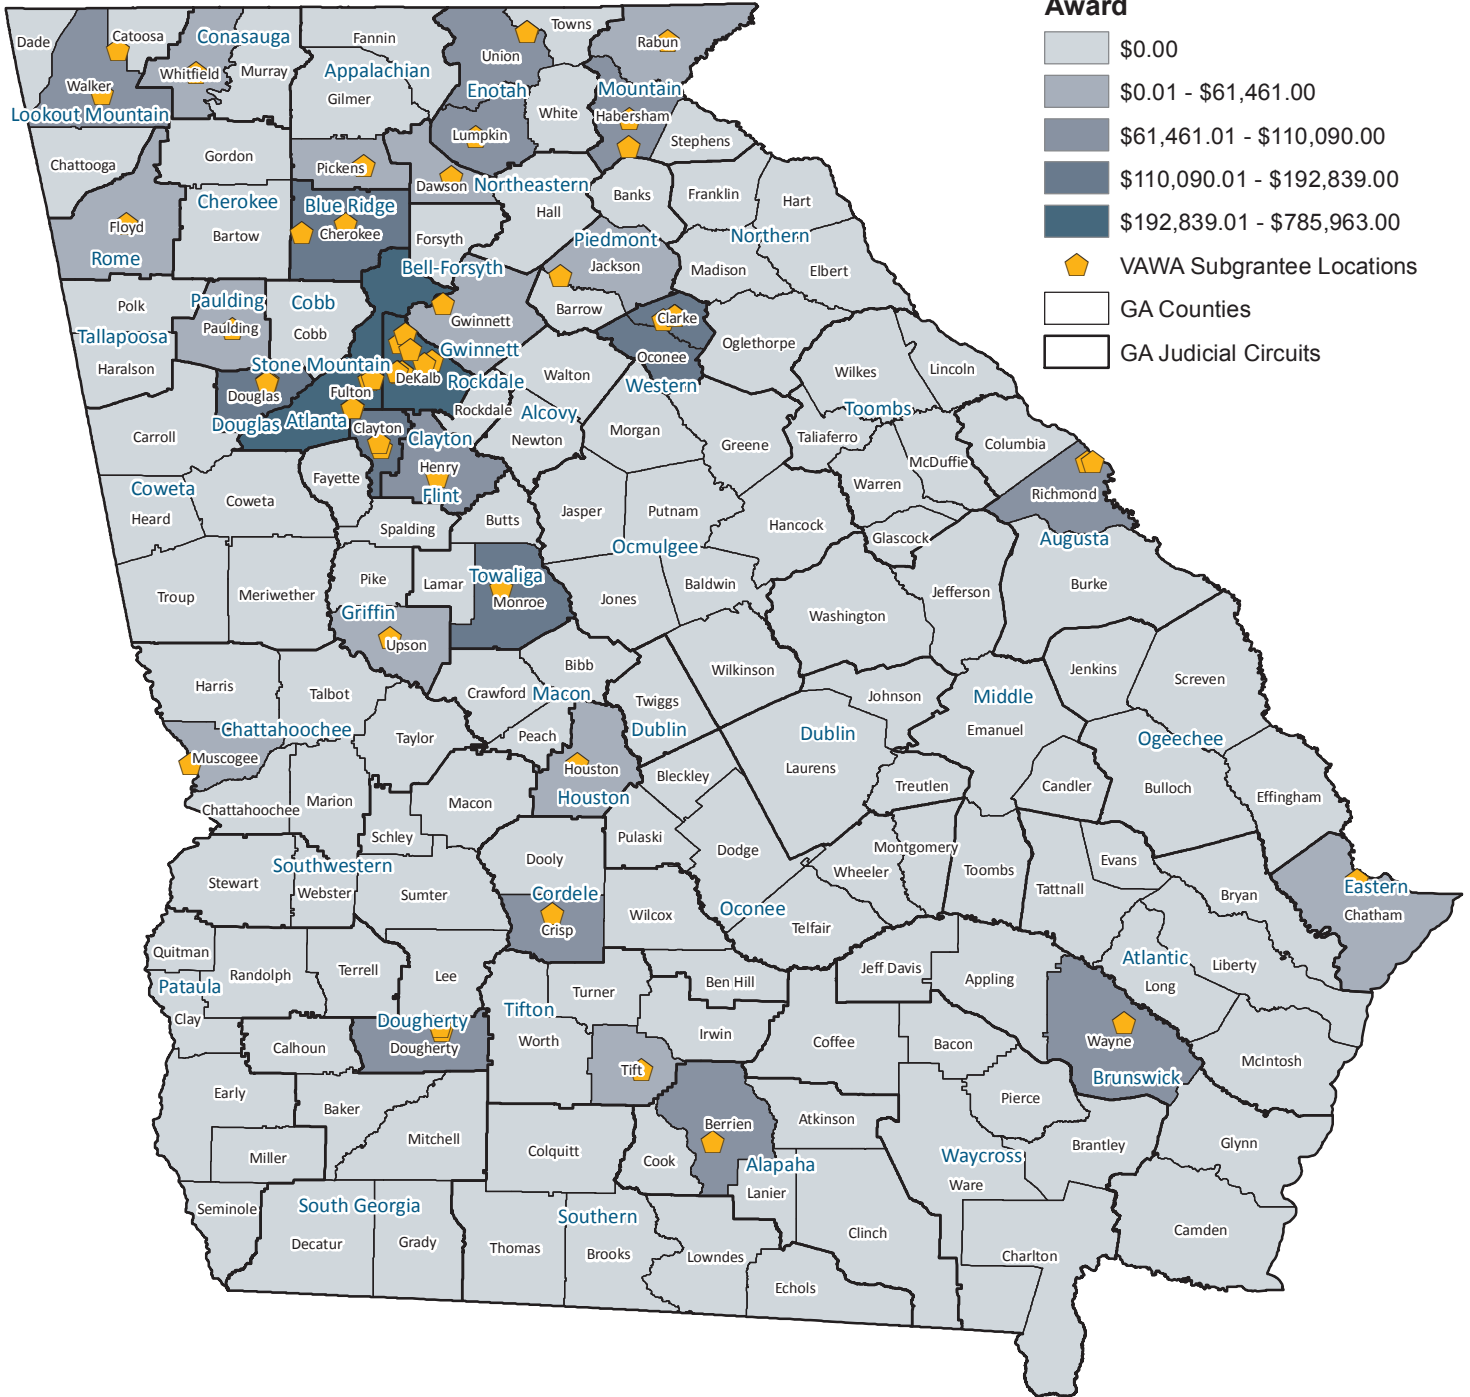 Award
$0.00
$0.01 - $61,461.00
$61,461.01 - $110,090.00
$110,090.01 - $192,839.00
$192,839.01 - $785,963.00
VAWA Subgrantee Locations
GA Counties
GA Judicial Circuits
Dade
Catoosa
Conasauga
Fannin
Union
Towns
Rabun
Walker
Whitfield
Murray
Appalachian
Gilmer
Enotah
Mountain
Lookout Mountain
White
Habersham
Lumpkin
Stephens
Chattooga
Gordon
Pickens
Dawson
Northeastern
Banks
Franklin
Hart
Cherokee
Blue Ridge
Hall
Floyd
Bartow
Cherokee
Forsyth
Piedmont
Northern
Rome
Bell-Forsyth
Jackson
Madison
Elbert
Polk
Paulding
Cobb
Barrow
Clarke
Tallapoosa
Paulding
Cobb
Gwinnett
Oglethorpe
Haralson
Stone Mountain
Gwinnett
Oconee
Western
Wilkes
Lincoln
Douglas
Fulton
DeKalb
Rockdale
Walton
Rockdale
Toombs
Carroll
Douglas
Atlanta
Clayton
Clayton
Alcovy
Newton
Morgan
Greene
Taliaferro
Columbia
McDuffie
Henry
Fayette
Flint
Warren
Richmond
Coweta
Coweta
Heard
Spalding
Butts
Jasper
Putnam
Hancock
Glascock
Augusta
Ocmulgee
Troup
Meriwether
Pike
Lamar
Towaliga
Monroe
Jones
Baldwin
Jefferson
Burke
Griffin
Upson
Washington
Harris
Talbot
Crawford
Macon
Bibb
Twiggs
Wilkinson
Johnson
Middle
Jenkins
Screven
Chattahoochee
Taylor
Peach
Dublin
Dublin
Emanuel
Ogeechee
Muscogee
Houston
Bleckley
Laurens
Treutlen
Candler
Bulloch
Effingham
Chattahoochee
Marion
Macon
Houston
Schley
Pulaski
Dooly
Dodge
Montgomery
Wheeler
Toombs
Evans
Tattnall
Bryan
Southwestern
Stewart
Webster
Sumter
Cordele
Crisp
Wilcox
Oconee
Telfair
Eastern
Chatham
Quitman
Randolph
Terrell
Lee
Ben Hill
Jeff Davis
Appling
Atlantic
Long
Liberty
Pataula
Clay
Turner
Tifton
Dougherty
Calhoun
Dougherty
Worth
Irwin
Coffee
Bacon
Wayne
McIntosh
Tift
Brunswick
Early
Baker
Mitchell
Berrien
Atkinson
Pierce
Miller
Colquitt
Cook
Alapaha
Lanier
Waycross
Ware
Brantley
Glynn
Seminole
South Georgia
Decatur
Grady
Thomas
Southern
Brooks
Lowndes
Clinch
Charlton
Camden
Echols